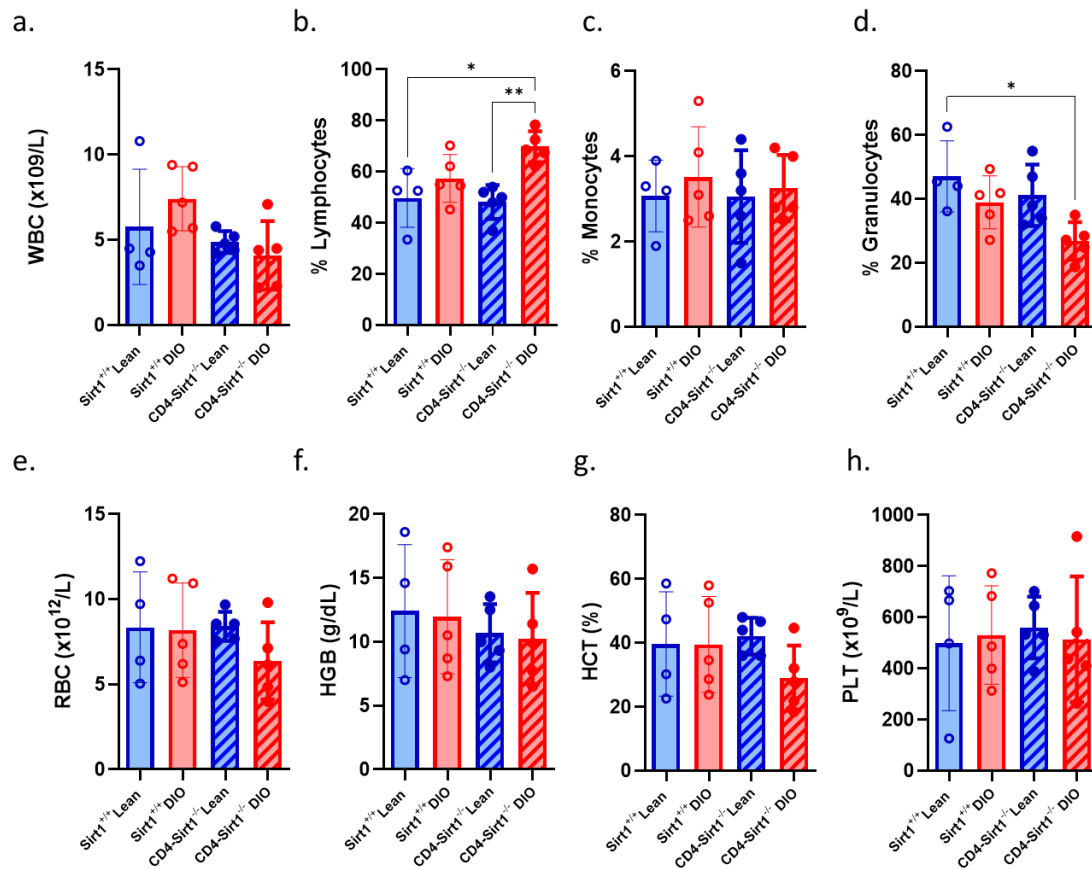 a.
WBC (x109/L)
15
10
5
0
Sirt1⁺/⁺ Lean
Sirt1⁺/⁺ DIO
CD4-Sirt1⁻/⁻ Lean
CD4-Sirt1⁻/⁻ DIO
b.
% Lymphocytes
100
80
60
40
20
0
*
**
Sirt1⁺/⁺ Lean
Sirt1⁺/⁺ DIO
CD4-Sirt1⁻/⁻ Lean
CD4-Sirt1⁻/⁻ DIO
c.
% Monocytes
6
4
2
0
Sirt1⁺/⁺ Lean
Sirt1⁺/⁺ DIO
CD4-Sirt1⁻/⁻ Lean
CD4-Sirt1⁻/⁻ DIO
d.
% Granulocytes
80
60
40
20
0
*
Sirt1⁺/⁺ Lean
Sirt1⁺/⁺ DIO
CD4-Sirt1⁻/⁻ Lean
CD4-Sirt1⁻/⁻ DIO
e.
RBC (x10¹²/L)
15
10
5
0
Sirt1⁺/⁺ Lean
Sirt1⁺/⁺ DIO
CD4-Sirt1⁻/⁻ Lean
CD4-Sirt1⁻/⁻ DIO
f.
HGB (g/dL)
20
15
10
5
0
Sirt1⁺/⁺ Lean
Sirt1⁺/⁺ DIO
CD4-Sirt1⁻/⁻ Lean
CD4-Sirt1⁻/⁻ DIO
g.
HCT (%)
80
60
40
20
0
Sirt1⁺/⁺ Lean
Sirt1⁺/⁺ DIO
CD4-Sirt1⁻/⁻ Lean
CD4-Sirt1⁻/⁻ DIO
h.
PLT (x10⁹/L)
1000
800
600
400
200
0
Sirt1⁺/⁺ Lean
Sirt1⁺/⁺ DIO
CD4-Sirt1⁻/⁻ Lean
CD4-Sirt1⁻/⁻ DIO